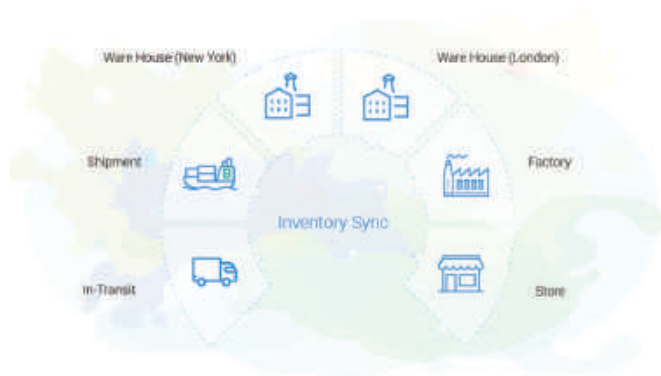 Ware House (New York)
Ware House (London)
Shipment
Factory
Inventory Sync
In-Transit
Store